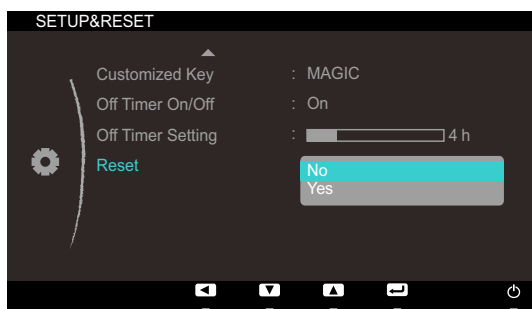 SETUP&RESET
Customized Key : MAGIC
Off Timer On/Off : On
Off Timer Setting : 4 h
Reset No
Yes